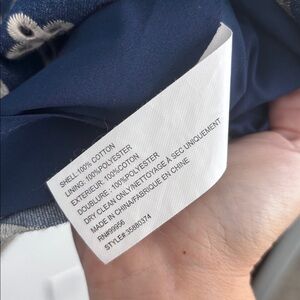 SHELL:100% COTTON
LINING: 100%POLYESTER
EXTERIEUR: 100%COTON
DOUBLURE : 100%POLYESTER
DRY CLEAN ONLY/NETTOYAGE À SEC UNIQUEMENT
MADE IN CHINA/FABRIQUE EN CHINE
RN#99956
STYLE# 35880374